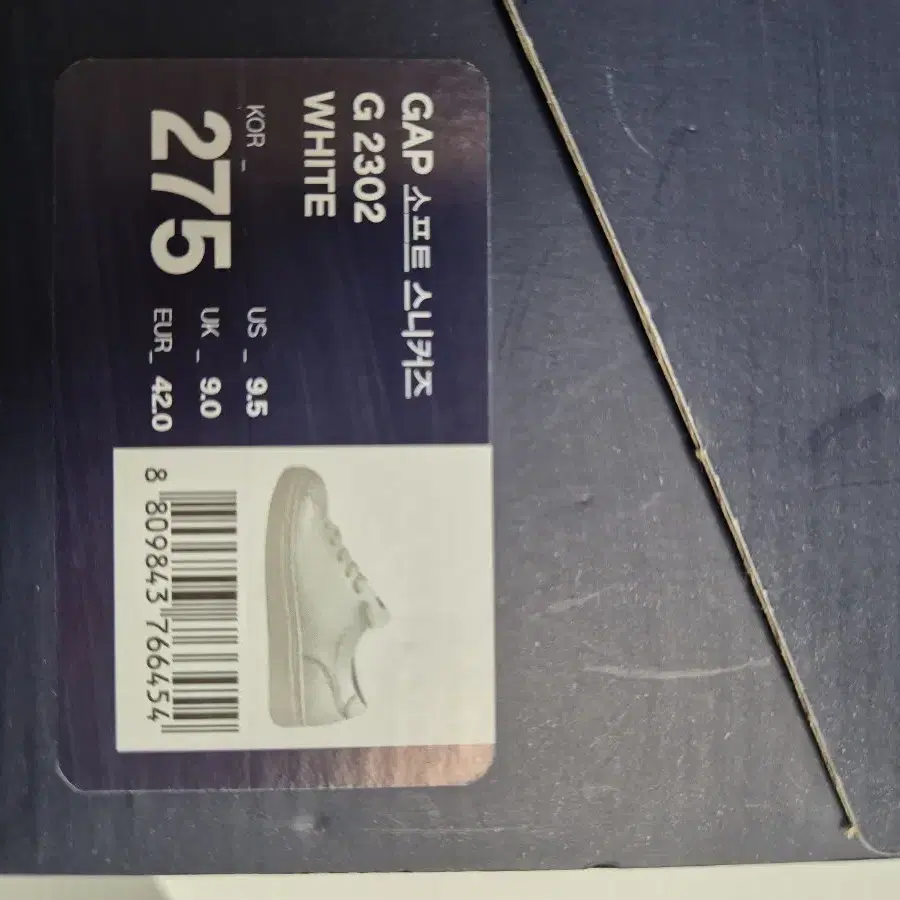 GAP 소프트 스니커즈
G 2302
WHITE
KOR _
275
US _ 9.5
UK _ 9.0
EUR_ 42.0
8 809843 766454